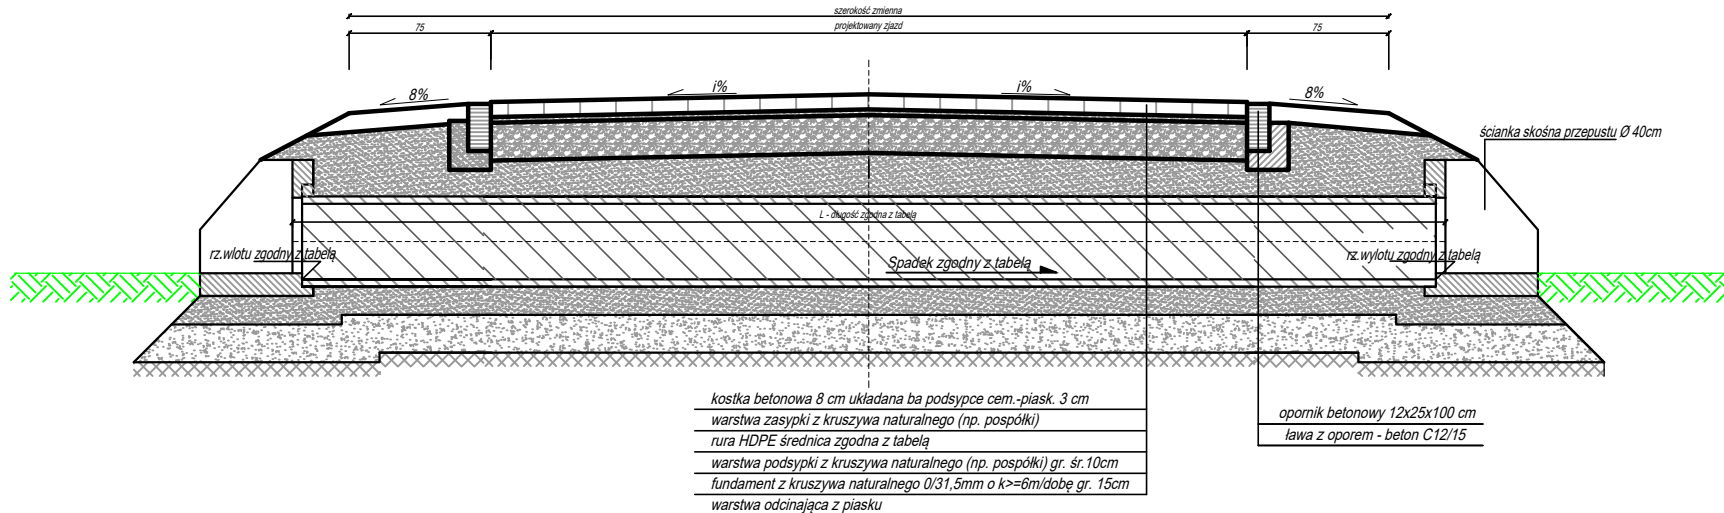 szerokość zmienna
75
projektowany zjazd
75
8%
i%
i%
8%
ścianka skośna przepustu Ø 40cm
L - długość zgodna z tabelą
rz.wlotu zgodny z tabelą
Spadek zgodny z tabelą
rz.wylotu zgodny z tabelą
kostka betonowa 8 cm układana ba podsypce cem.-piask. 3 cm
warstwa zasypki z kruszywa naturalnego (np. pospółki)
rura HDPE średnica zgodna z tabelą
warstwa podsypki z kruszywa naturalnego (np. pospółki) gr. śr.10cm
fundament z kruszywa naturalnego 0/31,5mm o k>=6m/dobę gr. 15cm
warstwa odcinająca z piasku
opornik betonowy 12x25x100 cm
ława z oporem - beton C12/15